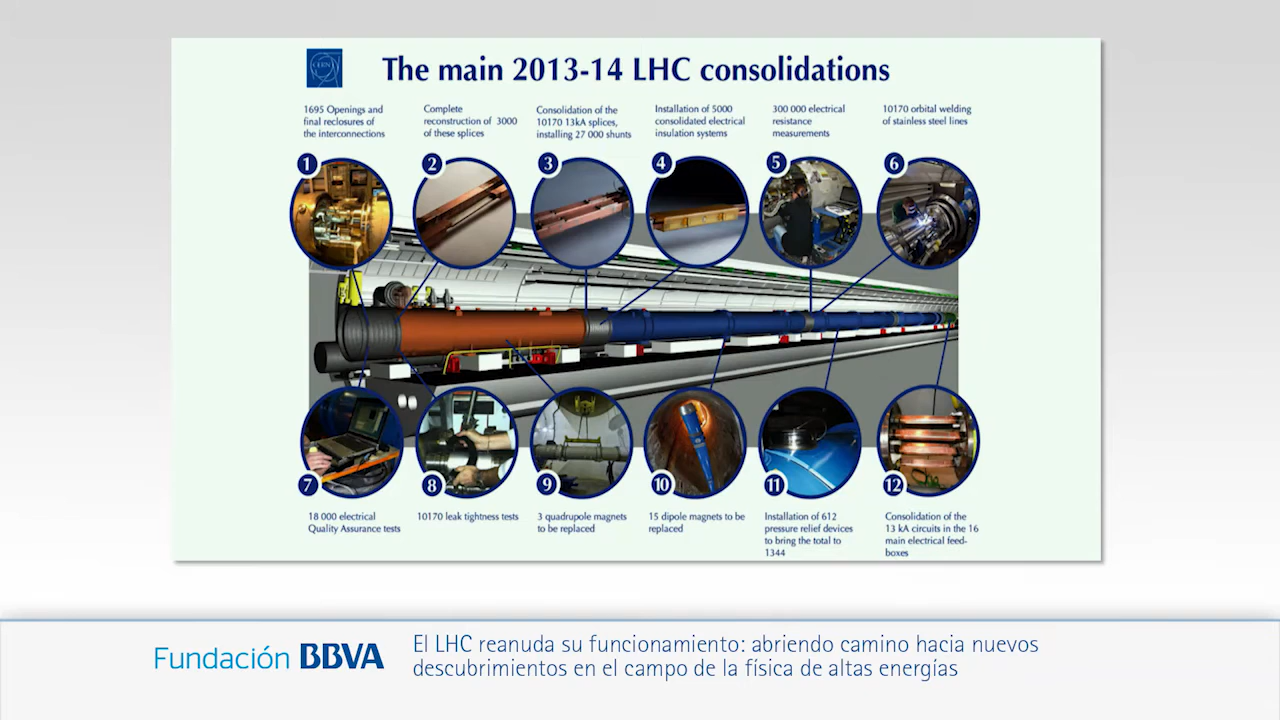 CERN
The main 2013-14 LHC consolidations
1695 Openings and
final reclosures of
the interconnections
Complete
reconstruction of 3000
of these splices
Consolidation of the
10170 13kA splices,
installing 27 000 shunts
Installation of 5000
consolidated electrical
insulation systems
300 000 electrical
resistance
measurements
10170 orbital welding
of stainless steel lines
1
2
3
4
5
6
7
8
9
10
11
12
18 000 electrical
Quality Assurance tests
10170 leak tightness tests
3 quadrupole magnets
to be replaced
15 dipole magnets to be
replaced
Installation of 612
pressure relief devices
to bring the total to
1344
Consolidation of the
13 kA circuits in the 16
main electrical feed-
boxes
Fundación BBVA
El LHC reanuda su funcionamiento: abriendo camino hacia nuevos
descubrimientos en el campo de la física de altas energías